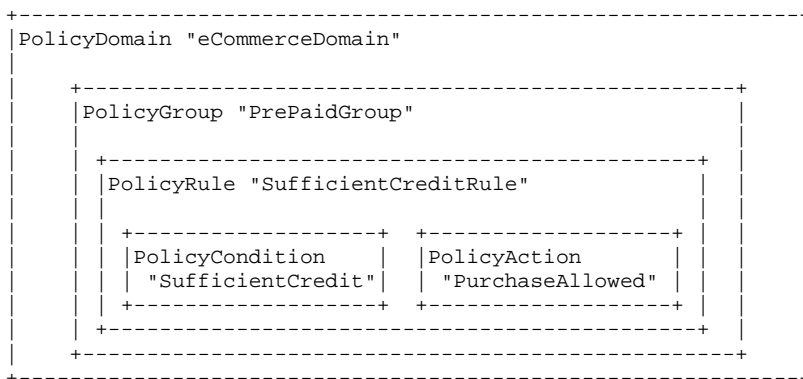 PolicyDomain "eCommerceDomain"
PolicyGroup "PrePaidGroup"
PolicyRule "SufficientCreditRule"
PolicyCondition PolicyAction
"SufficientCredit" "PurchaseAllowed"